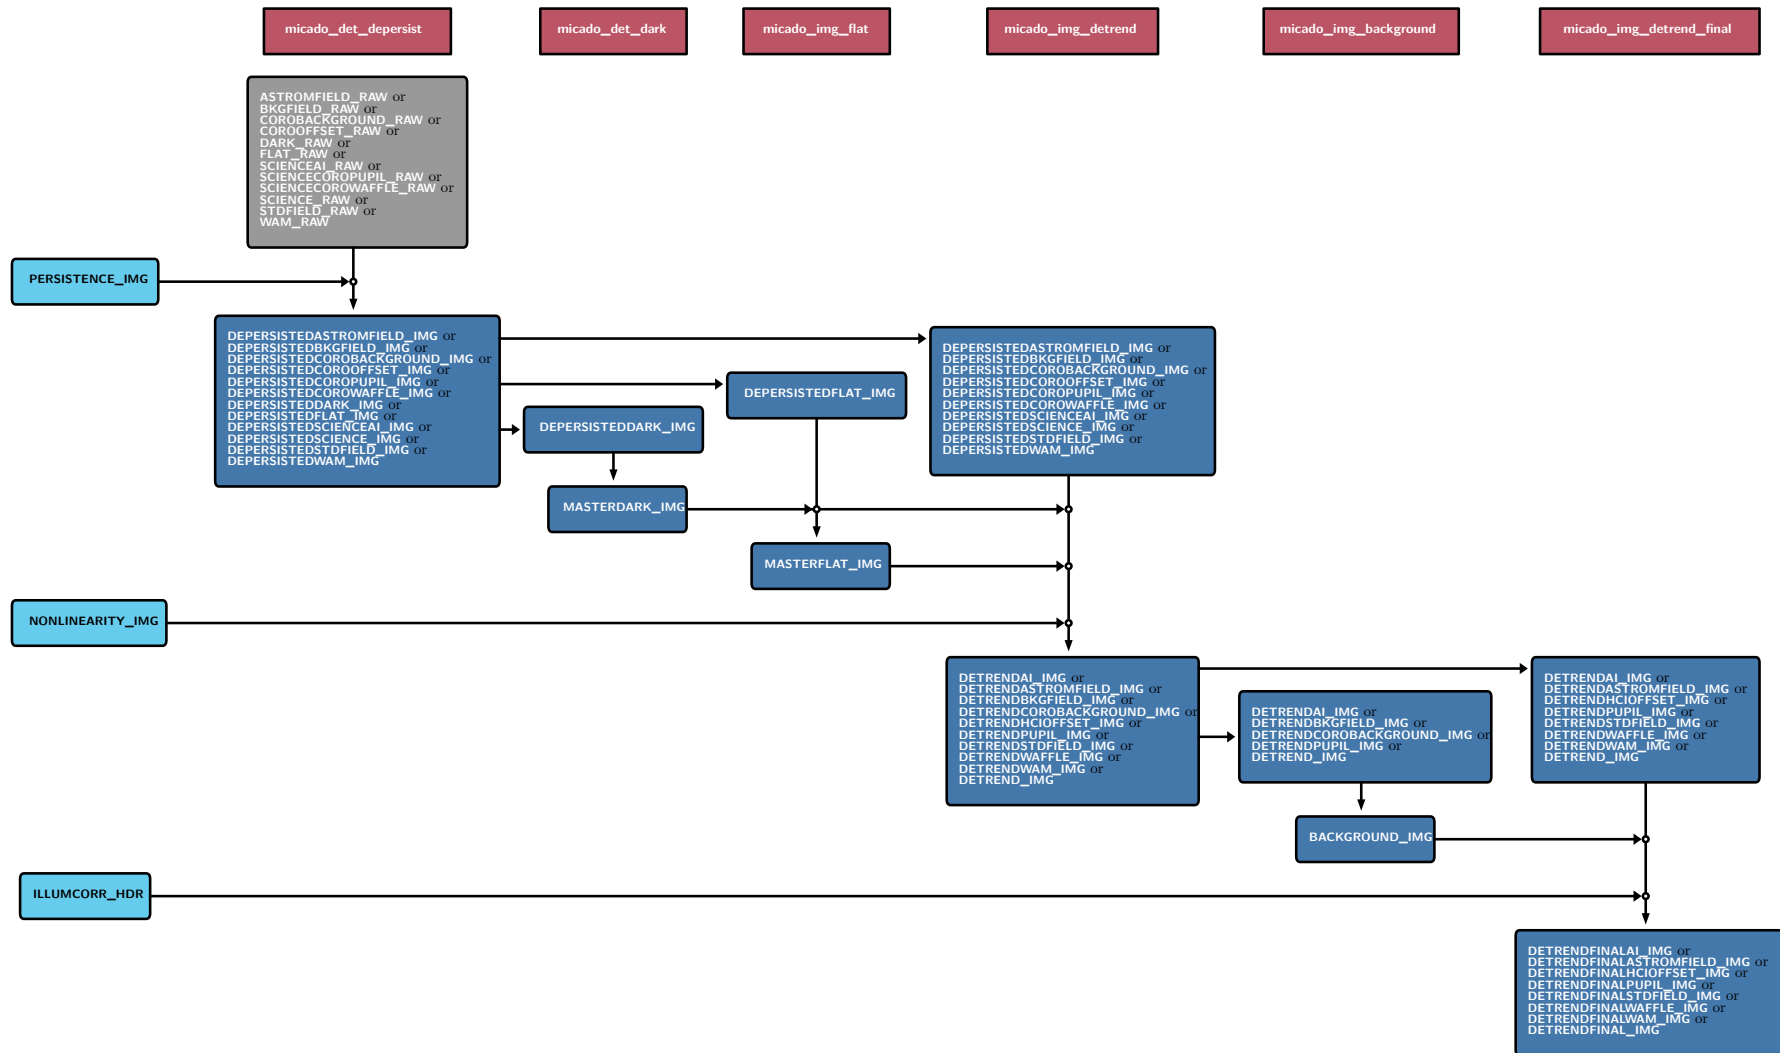 micado_det_depersist
micado_det_dark
micado_img_flat
micado_img_detrend
micado_img_background
micado_img_detrend_final
ASTROMFIELD_RAW or
BKGFIELD_RAW or
COROBACKGROUND_RAW or
COROOFFSET_RAW or
DARK_RAW or
FLAT_RAW or
SCIENCEAI_RAW or
SCIENCECOROPUPIL_RAW or
SCIENCECOROWAFFLE_RAW or
SCIENCE_RAW or
STDFIELD_RAW or
WAM_RAW
PERSISTENCE_IMG
DEPERSISTEDASTROMFIELD_IMG or
DEPERSISTEDBKGFIELD_IMG or
DEPERSISTEDCOROBACKGROUND_IMG or
DEPERSISTEDCOROOFFSET_IMG or
DEPERSISTEDCOROPUPIL_IMG or
DEPERSISTEDCOROWAFFLE_IMG or
DEPERSISTEDDARK_IMG or
DEPERSISTEDFLAT_IMG or
DEPERSISTEDSCIENCEAI_IMG or
DEPERSISTEDSCIENCE_IMG or
DEPERSISTEDSTDFIELD_IMG or
DEPERSISTEDWAM_IMG
DEPERSISTEDDARK_IMG
DEPERSISTEDFLAT_IMG
DEPERSISTEDASTROMFIELD_IMG or
DEPERSISTEDBKGFIELD_IMG or
DEPERSISTEDCOROBACKGROUND_IMG or
DEPERSISTEDCOROOFFSET_IMG or
DEPERSISTEDCOROPUPIL_IMG or
DEPERSISTEDCOROWAFFLE_IMG or
DEPERSISTEDSCIENCEAI_IMG or
DEPERSISTEDSCIENCE_IMG or
DEPERSISTEDSTDFIELD_IMG or
DEPERSISTEDWAM_IMG
MASTERDARK_IMG
MASTERFLAT_IMG
NONLINEARITY_IMG
DETRENDAI_IMG or
DETRENDASTROMFIELD_IMG or
DETRENDBKGFIELD_IMG or
DETRENDCOROBACKGROUND_IMG or
DETRENDHCIOFFSET_IMG or
DETRENDPUPIL_IMG or
DETRENDSTDFIELD_IMG or
DETRENDWAFFLE_IMG or
DETRENDWAM_IMG or
DETREND_IMG
DETRENDAI_IMG or
DETRENDBKGFIELD_IMG or
DETRENDCOROBACKGROUND_IMG or
DETRENDPUPIL_IMG or
DETREND_IMG
DETRENDAI_IMG or
DETRENDASTROMFIELD_IMG or
DETRENDHCIOFFSET_IMG or
DETRENDPUPIL_IMG or
DETRENDSTDFIELD_IMG or
DETRENDWAFFLE_IMG or
DETRENDWAM_IMG or
DETREND_IMG
BACKGROUND_IMG
ILLUMCORR_HDR
DETRENDFINALAI_IMG or
DETRENDFINALASTROMFIELD_IMG or
DETRENDFINALHCIOFFSET_IMG or
DETRENDFINALPUPIL_IMG or
DETRENDFINALSTDFIELD_IMG or
DETRENDFINALWAFFLE_IMG or
DETRENDFINALWAM_IMG or
DETRENDFINAL_IMG